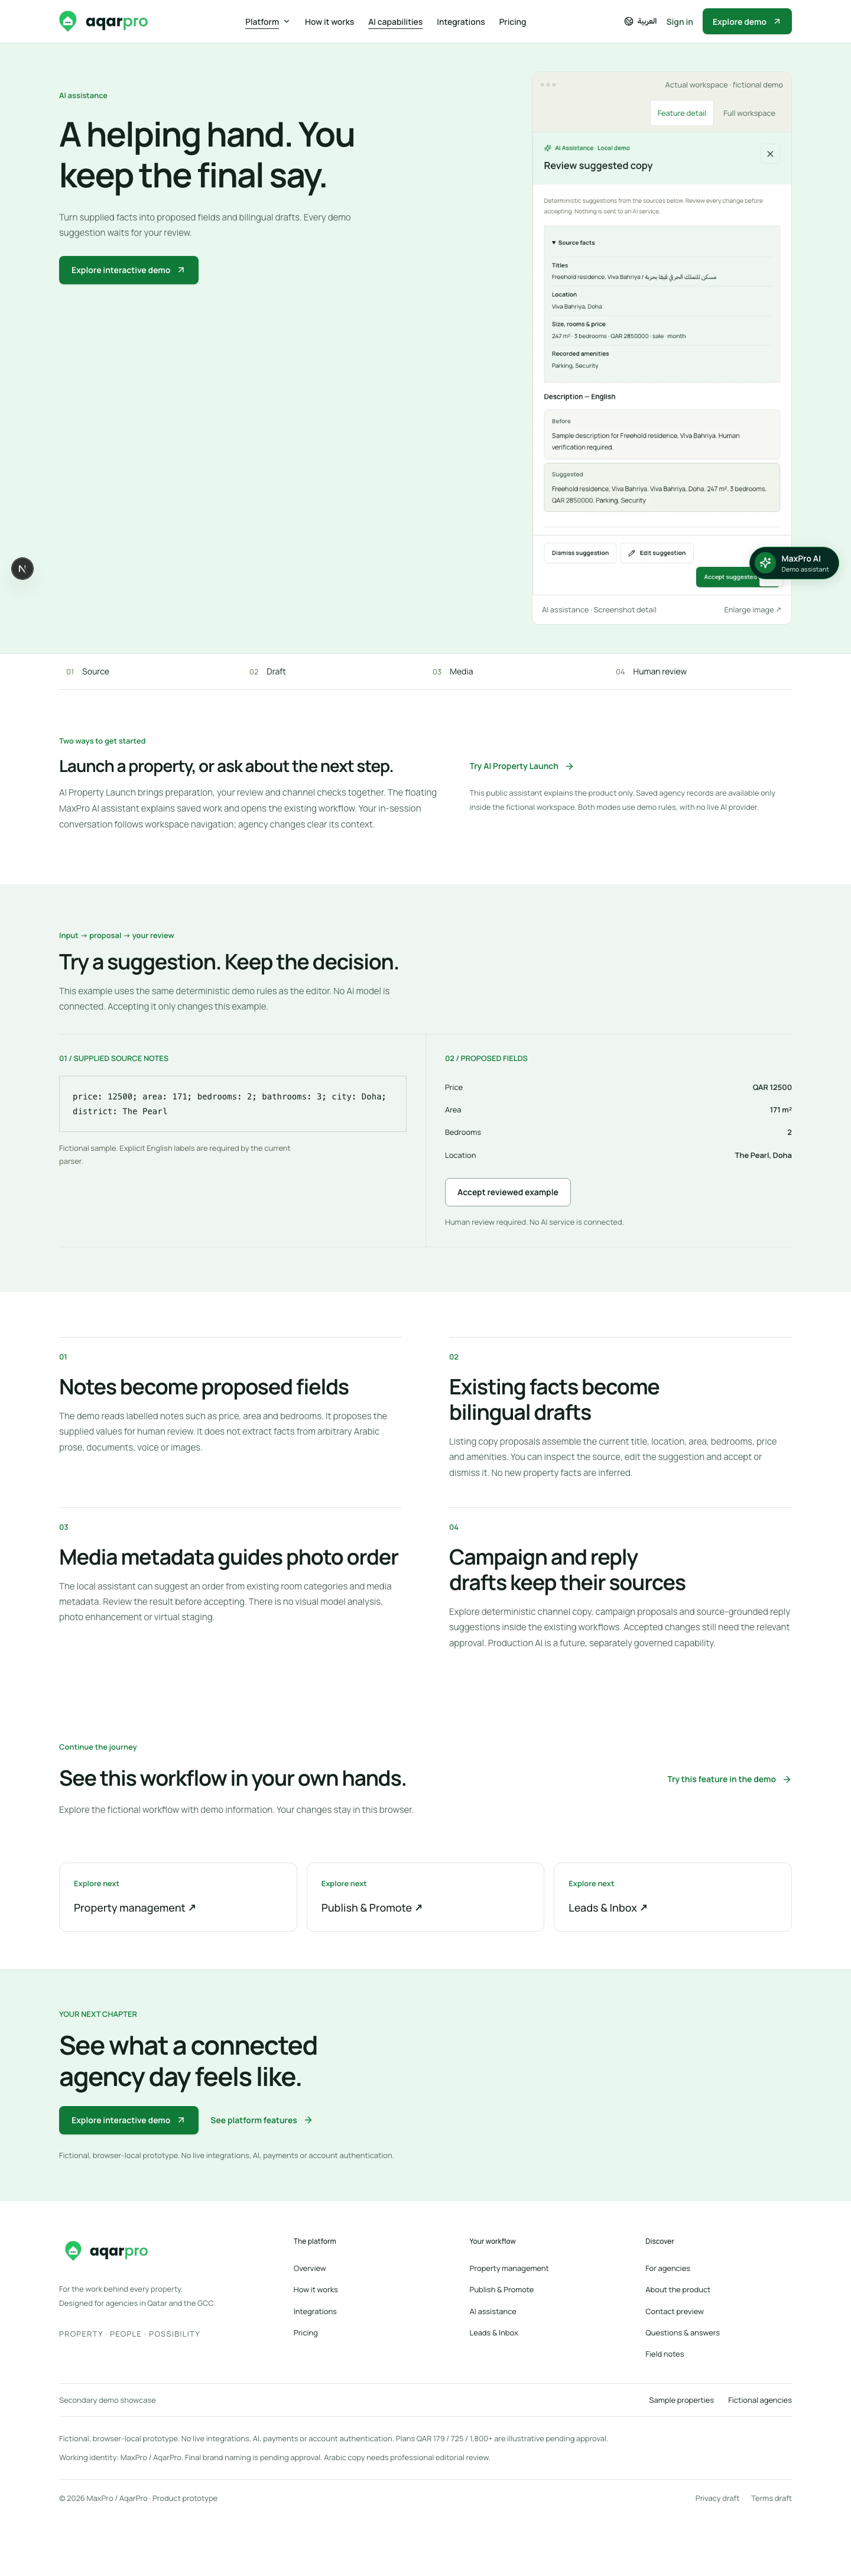 aqarpro
Platform
How it works
AI capabilities
Integrations
Pricing
العربية
Sign in
Explore demo
AI assistance
A helping hand. You
keep the final say.
Turn supplied facts into proposed fields and bilingual drafts. Every demo
suggestion waits for your review.
Explore interactive demo
Actual workspace · fictional demo
Feature detail
Full workspace
AI Assistance · Local demo
Review suggested copy
Deterministic suggestions from the sources below. Review every change before
accepting. Nothing is sent to an AI service.
Source facts
Titles
Freehold residence, Viva Bahriya / مسكن للتملك الحر في فيفا بحرية
Location
Viva Bahriya, Doha
Size, rooms & price
247 m² · 3 bedrooms · QAR 2850000 · sale · month
Recorded amenities
Parking, Security
Description — English
Before
Sample description for Freehold residence, Viva Bahriya. Human
verification required.
Suggested
Freehold residence, Viva Bahriya. Viva Bahriya, Doha. 247 m². 3 bedrooms.
QAR 2850000. Parking, Security
Dismiss suggestion
Edit suggestion
Accept suggested
N
MaxPro AI
Demo assistant
AI assistance · Screenshot detail
Enlarge image ↗
01 Source
02 Draft
03 Media
04 Human review
Two ways to get started
Launch a property, or ask about the next step.
AI Property Launch brings preparation, your review and channel checks together. The floating
MaxPro AI assistant explains saved work and opens the existing workflow. Your in-session
conversation follows workspace navigation; agency changes clear its context.
Try AI Property Launch →
This public assistant explains the product only. Saved agency records are available only
inside the fictional workspace. Both modes use demo rules, with no live AI provider.
Input → proposal → your review
Try a suggestion. Keep the decision.
This example uses the same deterministic demo rules as the editor. No AI model is
connected. Accepting it only changes this example.
01 / SUPPLIED SOURCE NOTES
price: 12500; area: 171; bedrooms: 2; bathrooms: 3; city: Doha;
district: The Pearl
Fictional sample. Explicit English labels are required by the current
parser.
02 / PROPOSED FIELDS
Price QAR 12500
Area 171 m²
Bedrooms 2
Location The Pearl, Doha
Accept reviewed example
Human review required. No AI service is connected.
01
Notes become proposed fields
The demo reads labelled notes such as price, area and bedrooms. It proposes the
supplied values for human review. It does not extract facts from arbitrary Arabic
prose, documents, voice or images.
02
Existing facts become
bilingual drafts
Listing copy proposals assemble the current title, location, area, bedrooms, price
and amenities. You can inspect the source, edit the suggestion and accept or
dismiss it. No new property facts are inferred.
03
Media metadata guides photo order
The local assistant can suggest an order from existing room categories and media
metadata. Review the result before accepting. There is no visual model analysis,
photo enhancement or virtual staging.
04
Campaign and reply
drafts keep their sources
Explore deterministic channel copy, campaign proposals and source-grounded reply
suggestions inside the existing workflows. Accepted changes still need the relevant
approval. Production AI is a future, separately governed capability.
Continue the journey
See this workflow in your own hands.
Explore the fictional workflow with demo information. Your changes stay in this browser.
Try this feature in the demo →
Explore next
Property management ↗
Explore next
Publish & Promote ↗
Explore next
Leads & Inbox ↗
YOUR NEXT CHAPTER
See what a connected
agency day feels like.
Explore interactive demo
See platform features →
Fictional, browser-local prototype. No live integrations, AI, payments or account authentication.
aqarpro
For the work behind every property.
Designed for agencies in Qatar and the GCC.
PROPERTY · PEOPLE · POSSIBILITY
The platform
Overview
How it works
Integrations
Pricing
Your workflow
Property management
Publish & Promote
AI assistance
Leads & Inbox
Discover
For agencies
About the product
Contact preview
Questions & answers
Field notes
Secondary demo showcase
Sample properties
Fictional agencies
Fictional, browser-local prototype. No live integrations, AI, payments or account authentication. Plans QAR 179 / 725 / 1,800+ are illustrative pending approval.
Working identity: MaxPro / AqarPro. Final brand naming is pending approval. Arabic copy needs professional editorial review.
© 2026 MaxPro / AqarPro · Product prototype
Privacy draft
Terms draft